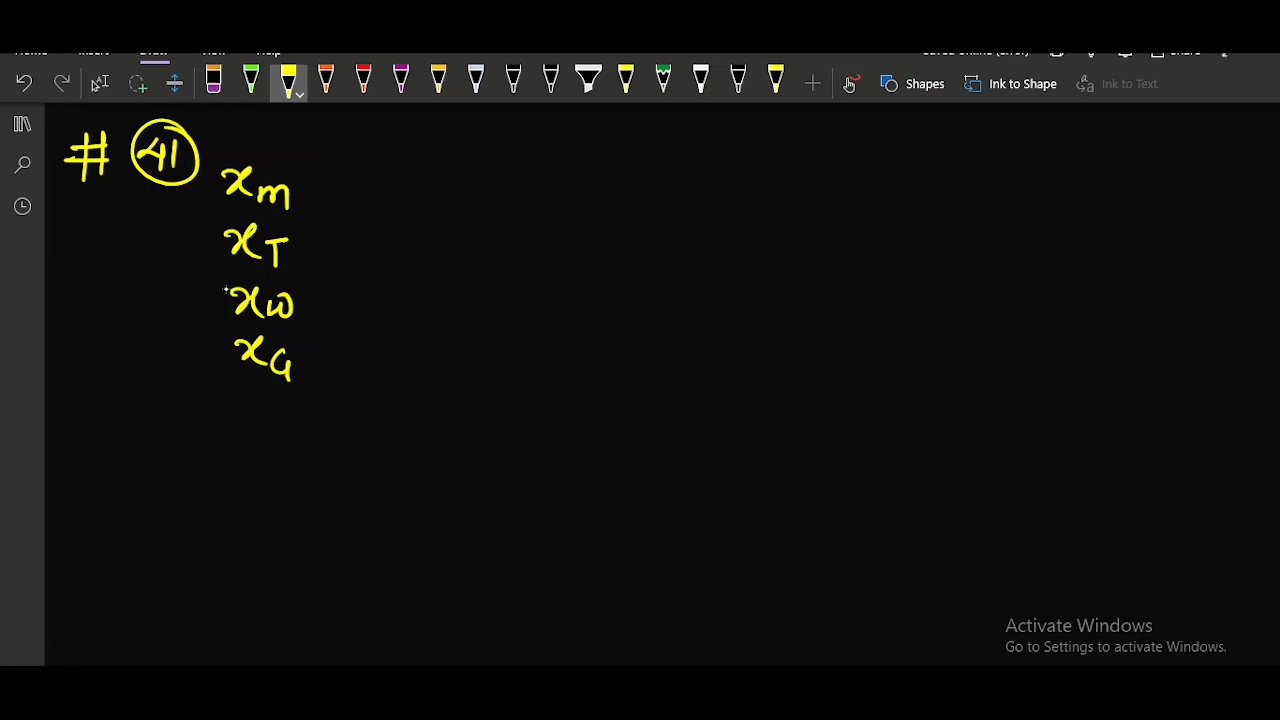 Shapes Ink to Shape Ink to Text
# 41
xm
xT
xw
xG
Activate Windows
Go to Settings to activate Windows.